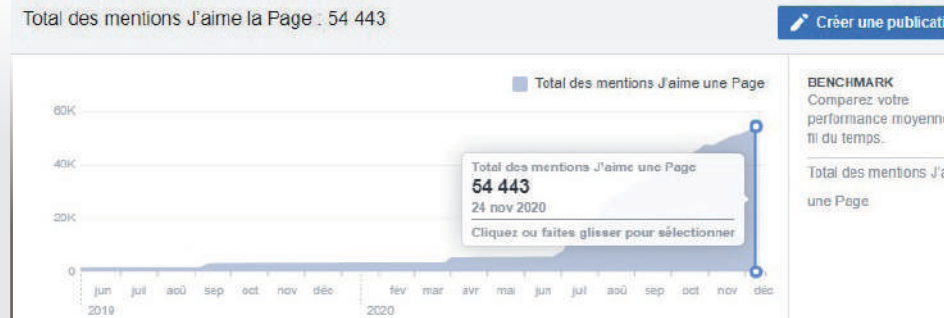 Total des mentions J'aime la Page : 54 443
Créer une publicati
Total des mentions J'aime une Page
BENCHMARK
Comparez votre
performance moyenne
fil du temps.
Total des mentions J'a
une Page
60K
40K
20K
0
Total des mentions J'aime une Page
54 443
24 nov 2020
Cliquez ou faites glisser pour sélectionner
jun juil aoû sep oct nov déc fév mar avr mai jun juil aoû sep oct nov déc
2019 2020